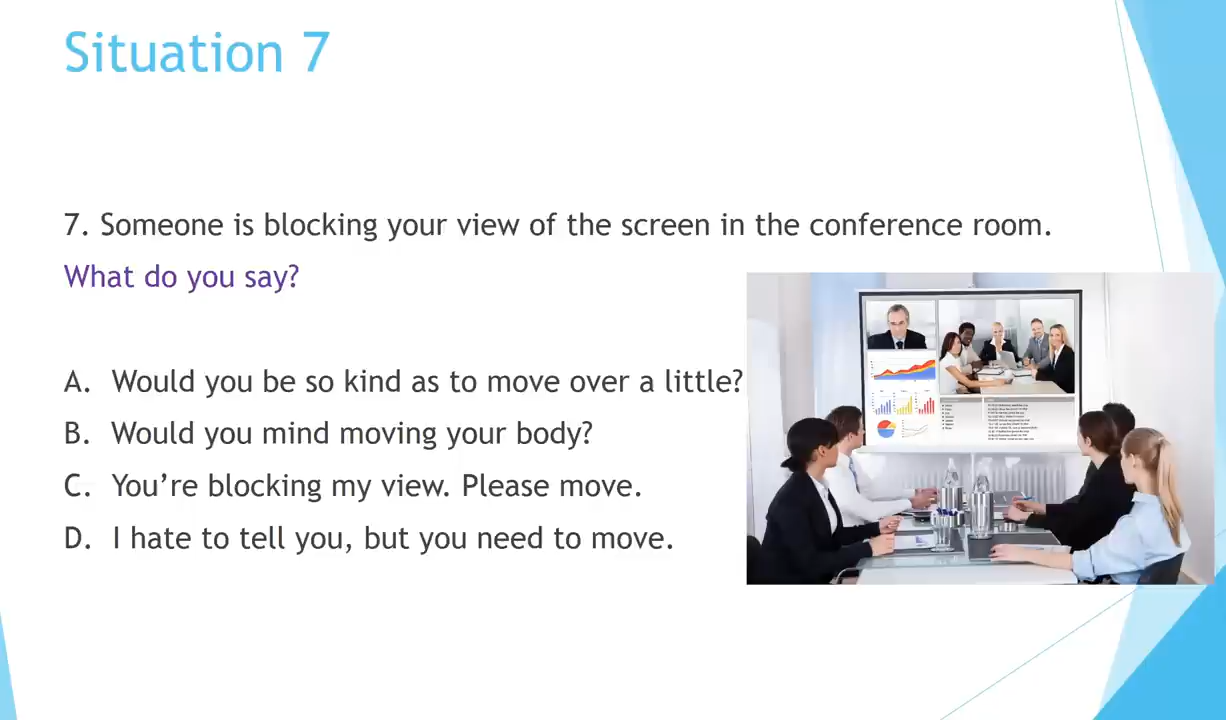 Situation 7
7. Someone is blocking your view of the screen in the conference room.
What do you say?
A. Would you be so kind as to move over a little?
B. Would you mind moving your body?
C. You’re blocking my view. Please move.
D. I hate to tell you, but you need to move.